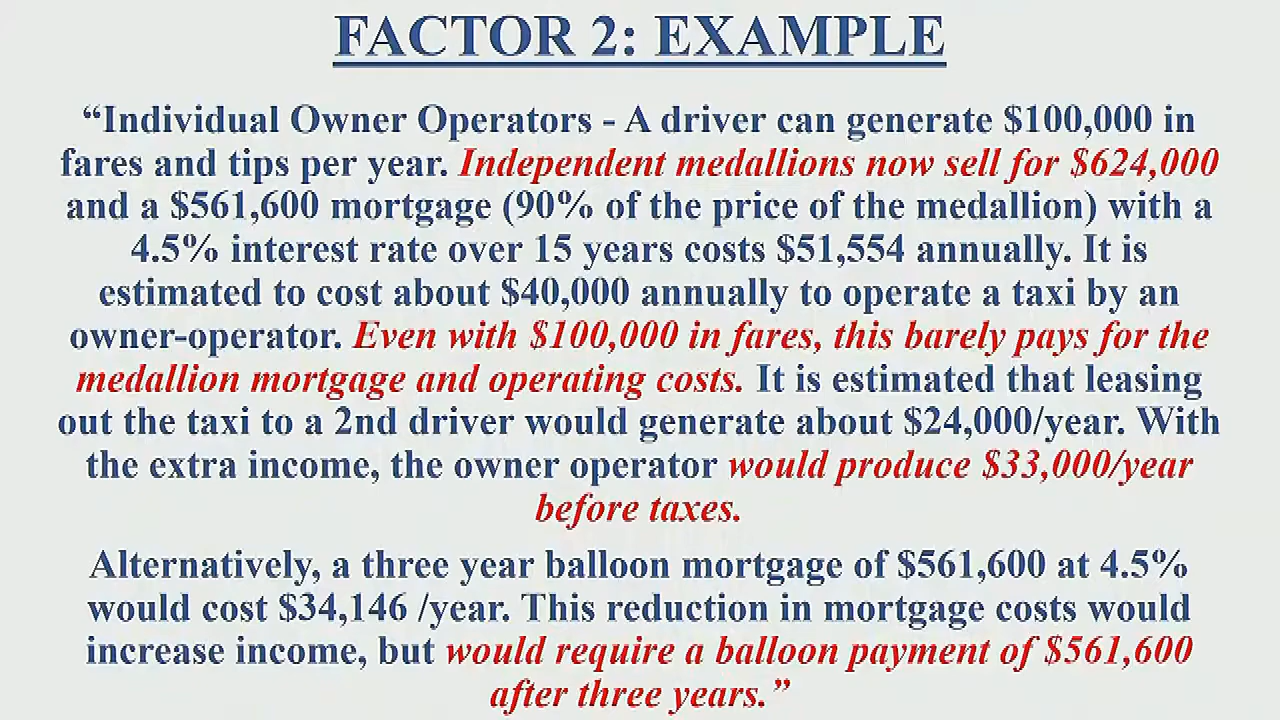 FACTOR 2: EXAMPLE
“Individual Owner Operators - A driver can generate $100,000 in
fares and tips per year. Independent medallions now sell for $624,000
and a $561,600 mortgage (90% of the price of the medallion) with a
4.5% interest rate over 15 years costs $51,554 annually. It is
estimated to cost about $40,000 annually to operate a taxi by an
owner-operator. Even with $100,000 in fares, this barely pays for the
medallion mortgage and operating costs. It is estimated that leasing
out the taxi to a 2nd driver would generate about $24,000/year. With
the extra income, the owner operator would produce $33,000/year
before taxes.
Alternatively, a three year balloon mortgage of $561,600 at 4.5%
would cost $34,146 /year. This reduction in mortgage costs would
increase income, but would require a balloon payment of $561,600
after three years.”